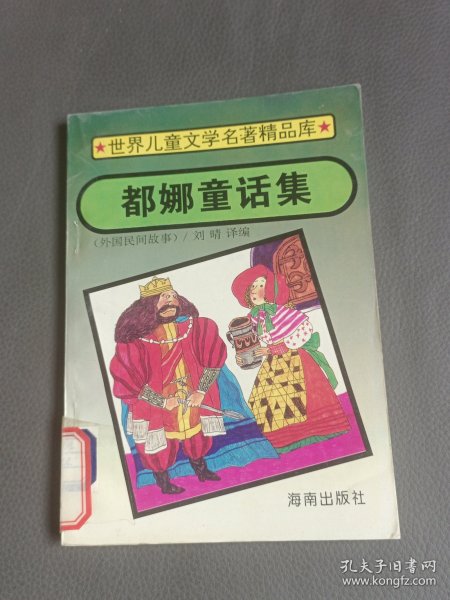 ★世界儿童文学名著精品库★
都娜童话集
（外国民间故事）/ 刘晴 译编
海南出版社
孔夫子旧书网
www.kongfz.com